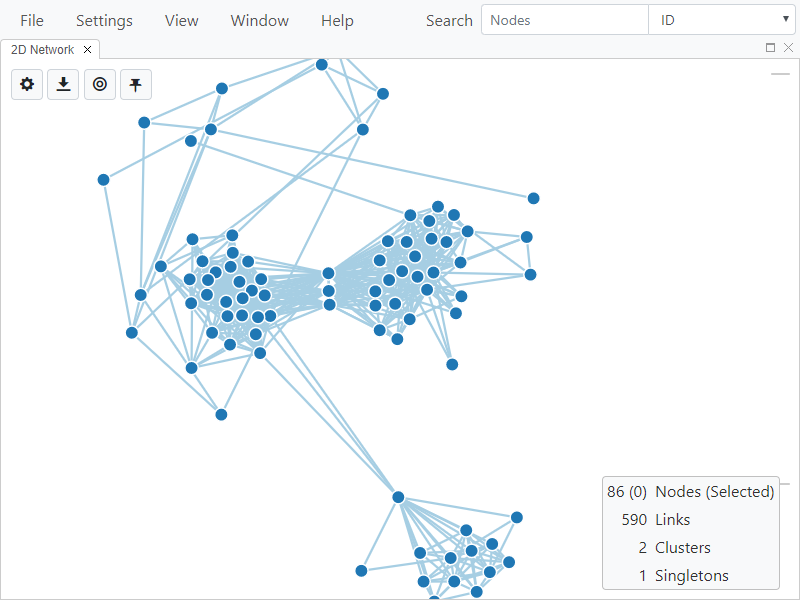 File Settings View Window Help Search Nodes ID
2D Network
86 (0) Nodes (Selected)
590 Links
2 Clusters
1 Singletons